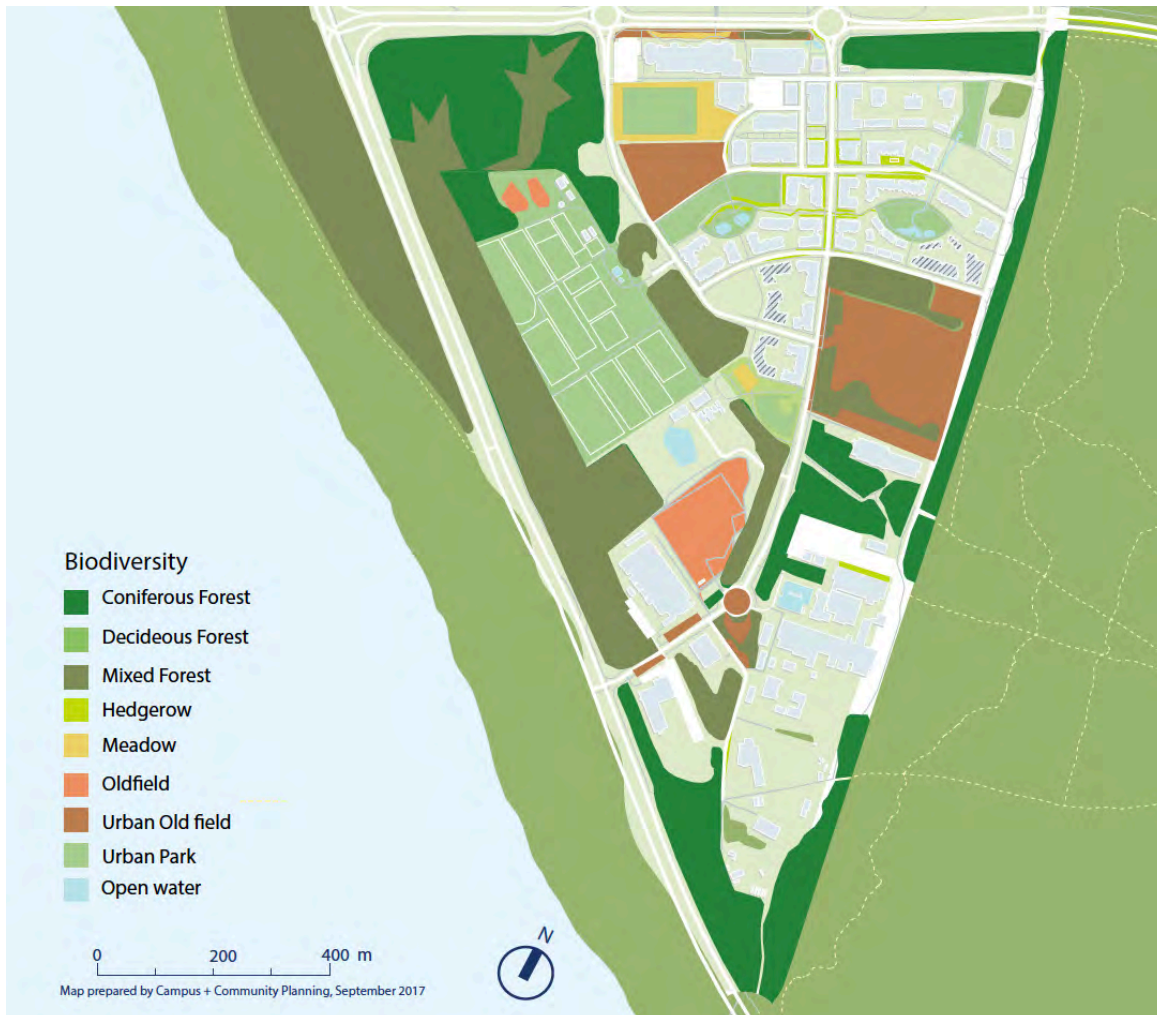 Biodiversity
Coniferous Forest
Decideous Forest
Mixed Forest
Hedgerow
Meadow
Oldfield
Urban Old field
Urban Park
Open water
0 200 400 m
N
Map prepared by Campus + Community Planning, September 2017